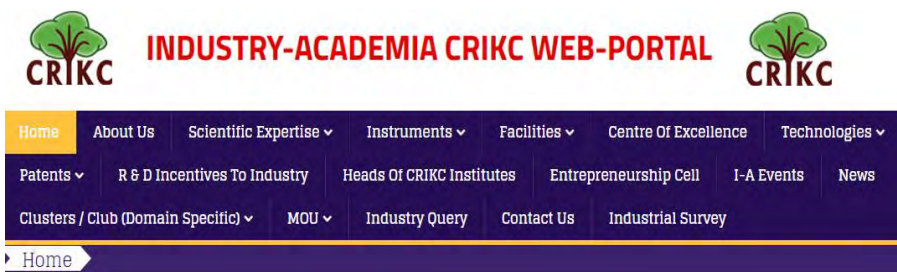 CRIKC INDUSTRY-ACADEMIA CRIKC WEB-PORTAL CRIKC
Home About Us Scientific Expertise Instruments Facilities Centre Of Excellence Technologies
Patents R & D Incentives To Industry Heads Of CRIKC Institutes Entrepreneurship Cell I-A Events News
Clusters / Club (Domain Specific) MOU Industry Query Contact Us Industrial Survey
Home